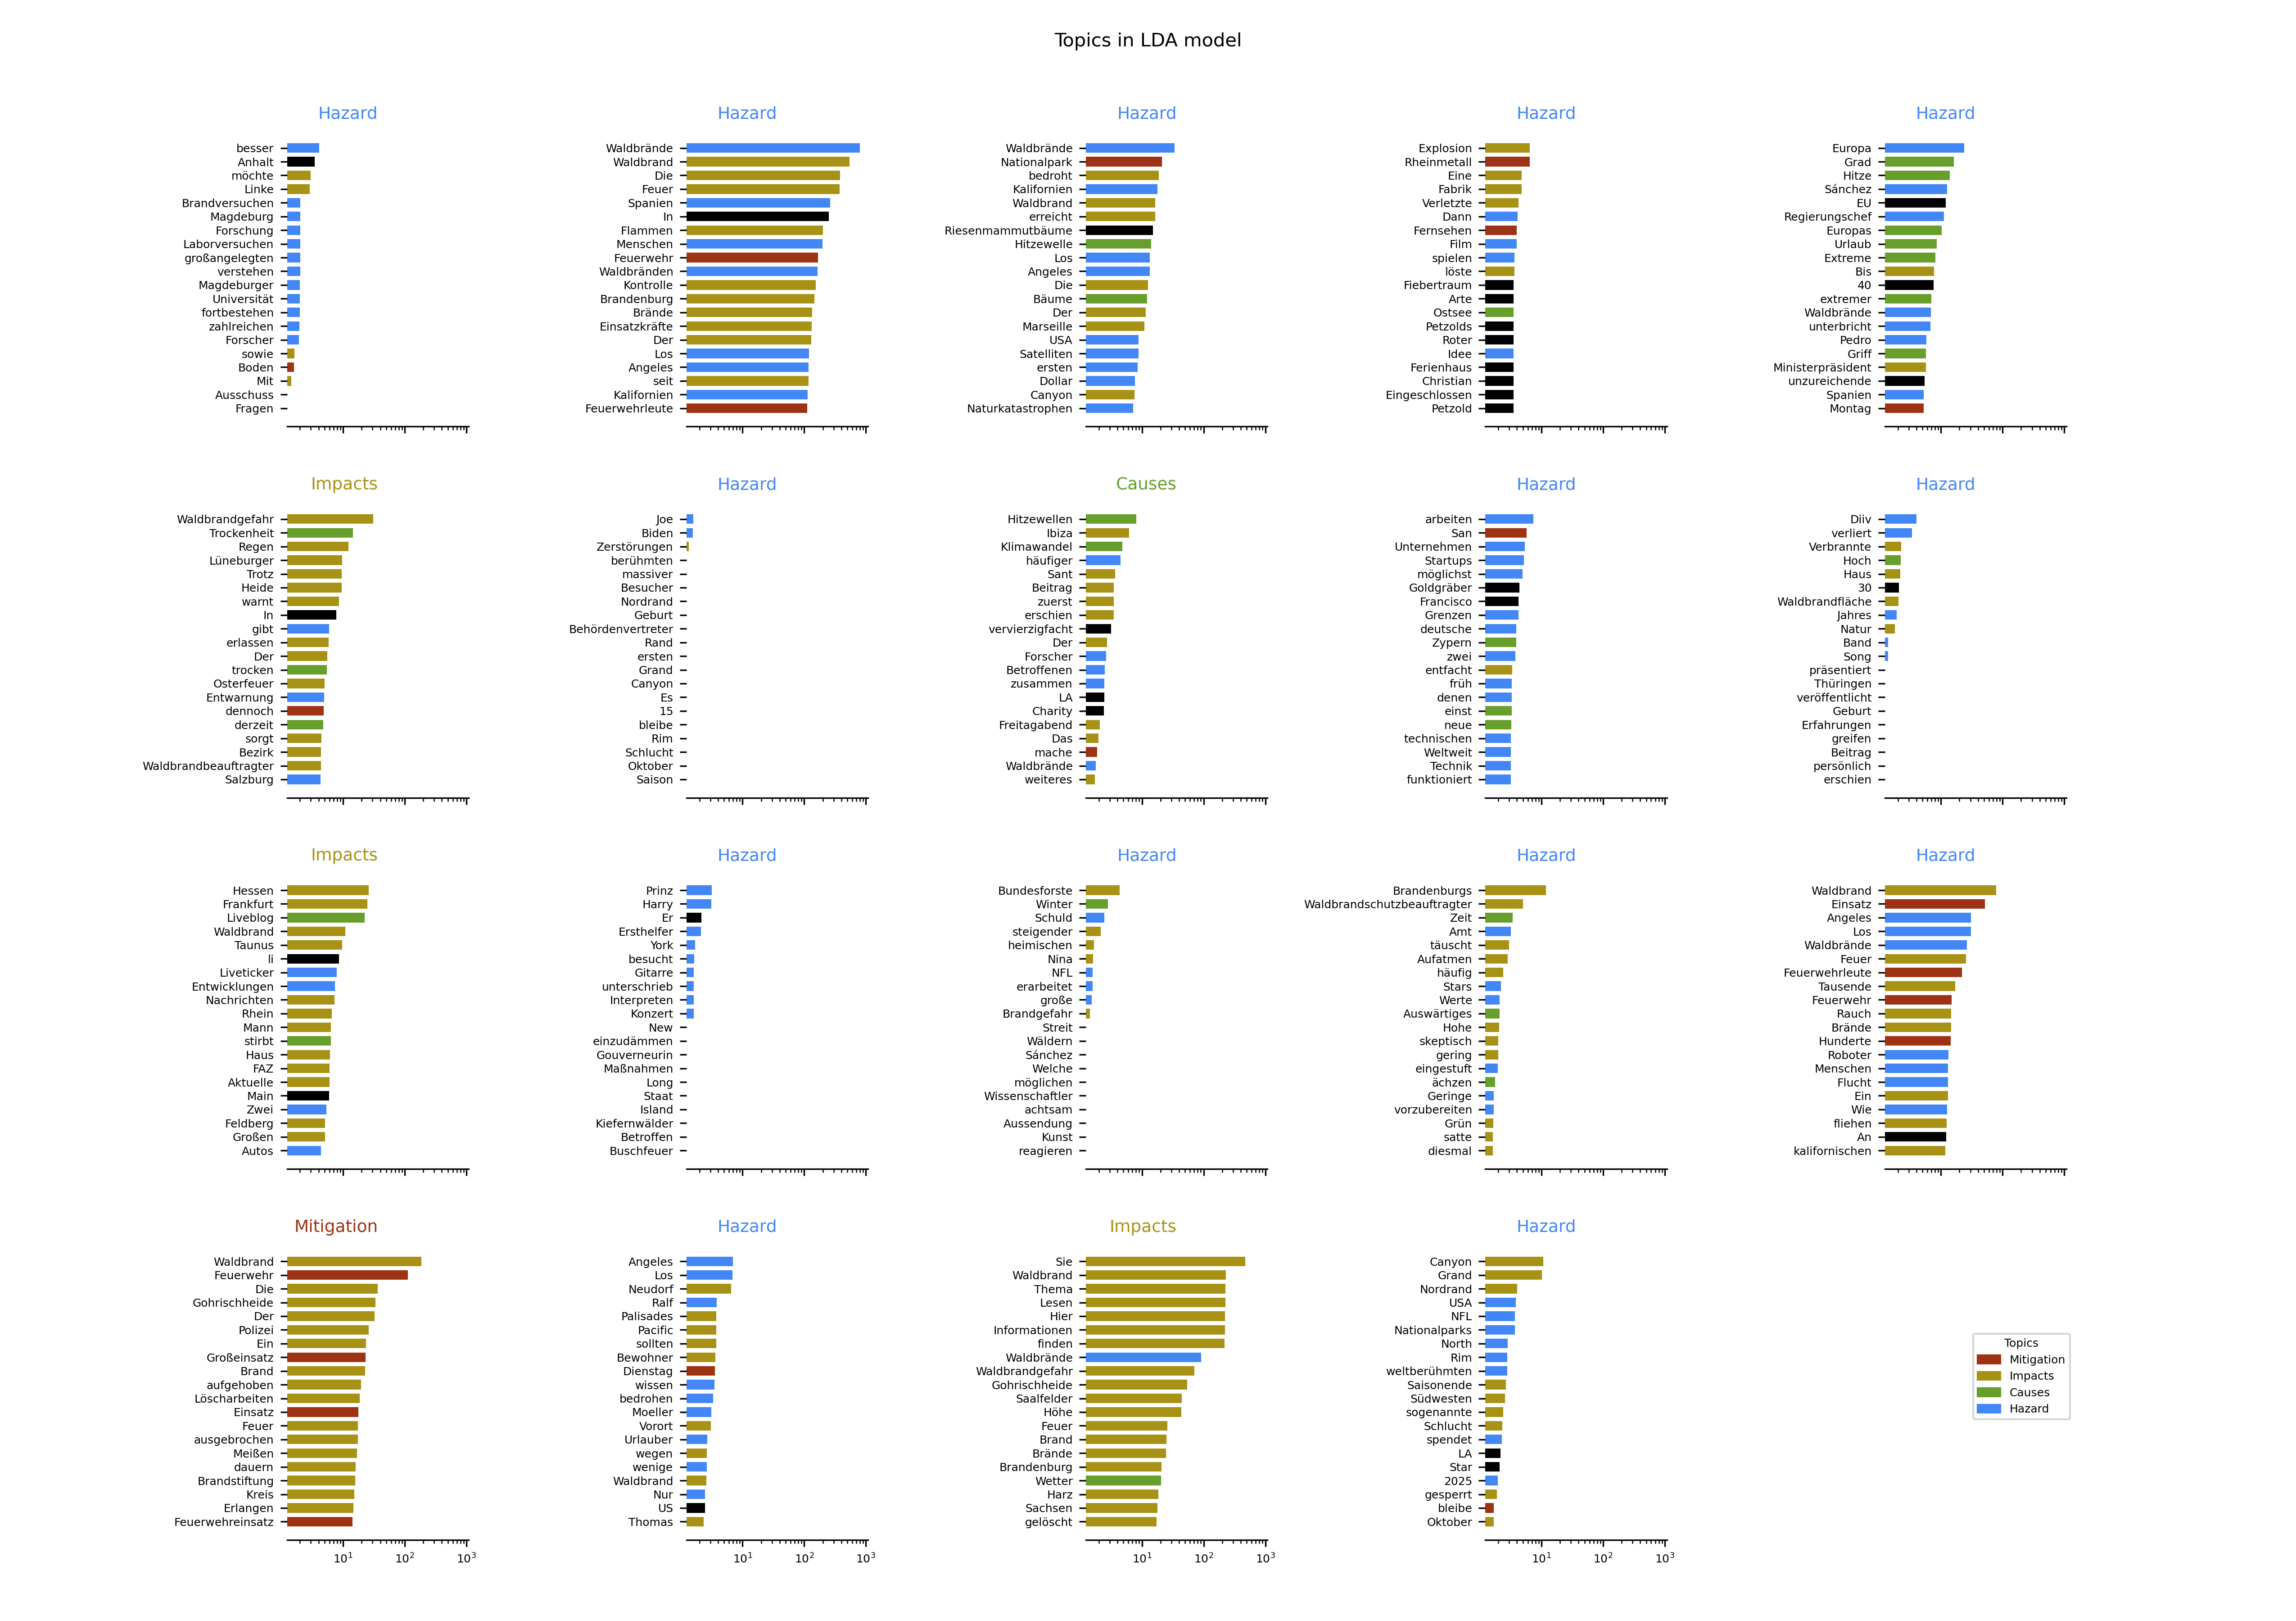 Topics in LDA model
Hazard
besser
Anhalt
möchte
Linke
Brandversuchen
Magdeburg
Forschung
Laborversuchen
großangelegten
verstehen
Magdeburger
Universität
fortbestehen
zahlreichen
Forscher
sowie
Boden
Mit
Ausschuss
Fragen
Hazard
Waldbrände
Waldbrand
Die
Feuer
Spanien
In
Flammen
Menschen
Feuerwehr
Waldbränden
Kontrolle
Brandenburg
Brände
Einsatzkräfte
Der
Los
Angeles
seit
Kalifornien
Feuerwehrleute
Hazard
Waldbrände
Nationalpark
bedroht
Kalifornien
Waldbrand
erreicht
Riesenmammutbäume
Hitzewelle
Los
Angeles
Die
Bäume
Der
Marseille
USA
Satelliten
ersten
Dollar
Canyon
Naturkatastrophen
Hazard
Explosion
Rheinmetall
Eine
Fabrik
Verletzte
Dann
Fernsehen
Film
spielen
löste
Fiebertraum
Arte
Ostsee
Petzolds
Roter
Idee
Ferienhaus
Christian
Eingeschlossen
Petzold
Hazard
Europa
Grad
Hitze
Sánchez
EU
Regierungschef
Europas
Urlaub
Extreme
Bis
40
extremer
Waldbrände
unterbricht
Pedro
Griff
Ministerpräsident
unzureichende
Spanien
Montag
Impacts
Waldbrandgefahr
Trockenheit
Regen
Lüneburger
Trotz
Heide
warnt
In
gibt
erlassen
Der
trocken
Osterfeuer
Entwarnung
dennoch
derzeit
sorgt
Bezirk
Waldbrandbeauftragter
Salzburg
Hazard
Joe
Biden
Zerstörungen
berühmten
massiver
Besucher
Nordrand
Geburt
Behördenvertreter
Rand
ersten
Grand
Canyon
Es
15
bleibe
Rim
Schlucht
Oktober
Saison
Causes
Hitzewellen
Ibiza
Klimawandel
häufiger
Sant
Beitrag
zuerst
erschien
vervierzigfacht
Der
Forscher
Betroffenen
zusammen
LA
Charity
Freitagabend
Das
mache
Waldbrände
weiteres
Hazard
arbeiten
San
Unternehmen
Startups
möglichst
Goldgräber
Francisco
Grenzen
deutsche
Zypern
zwei
entfacht
früh
denen
einst
neue
technischen
Weltweit
Technik
funktioniert
Hazard
Diiv
verliert
Verbrannte
Hoch
Haus
30
Waldbrandfläche
Jahres
Natur
Band
Song
präsentiert
Thüringen
veröffentlicht
Geburt
Erfahrungen
greifen
Beitrag
persönlich
erschien
Impacts
Hessen
Frankfurt
Liveblog
Waldbrand
Taunus
li
Liveticker
Entwicklungen
Nachrichten
Rhein
Mann
stirbt
Haus
FAZ
Aktuelle
Main
Zwei
Feldberg
Großen
Autos
Hazard
Prinz
Harry
Er
Ersthelfer
York
besucht
Gitarre
unterschrieb
Interpreten
Konzert
New
einzudämmen
Gouverneurin
Maßnahmen
Long
Staat
Island
Kiefernwälder
Betroffen
Buschfeuer
Hazard
Bundesforste
Winter
Schuld
steigender
heimischen
Nina
NFL
erarbeitet
große
Brandgefahr
Streit
Wäldern
Sánchez
Welche
möglichen
Wissenschaftler
achtsam
Aussendung
Kunst
reagieren
Hazard
Brandenburgs
Waldbrandschutzbeauftragter
Zeit
Amt
täuscht
Aufatmen
häufig
Stars
Werte
Auswärtiges
Hohe
skeptisch
gering
eingestuft
ächzen
Geringe
vorzubereiten
Grün
satte
diesmal
Hazard
Waldbrand
Einsatz
Angeles
Los
Waldbrände
Feuer
Feuerwehrleute
Tausende
Feuerwehr
Rauch
Brände
Hunderte
Roboter
Menschen
Flucht
Ein
Wie
fliehen
An
kalifornischen
Mitigation
Waldbrand
Feuerwehr
Die
Gohrischheide
Der
Polizei
Ein
Großeinsatz
Brand
aufgehoben
Löscharbeiten
Einsatz
Feuer
ausgebrochen
Meißen
dauern
Brandstiftung
Kreis
Erlangen
Feuerwehreinsatz
10¹ 10² 10³
Hazard
Angeles
Los
Neudorf
Ralf
Palisades
Pacific
sollten
Bewohner
Dienstag
wissen
bedrohen
Moeller
Vorort
Urlauber
wegen
wenige
Waldbrand
Nur
US
Thomas
10¹ 10² 10³
Impacts
Sie
Waldbrand
Thema
Lesen
Hier
Informationen
finden
Waldbrände
Waldbrandgefahr
Gohrischheide
Saalfelder
Höhe
Feuer
Brand
Brände
Brandenburg
Wetter
Harz
Sachsen
gelöscht
10¹ 10² 10³
Hazard
Canyon
Grand
Nordrand
USA
NFL
Nationalparks
North
Rim
weltberühmten
Saisonende
Südwesten
sogenannte
Schlucht
spendet
LA
Star
2025
gesperrt
bleibe
Oktober
10¹ 10² 10³
Topics
Mitigation
Impacts
Causes
Hazard